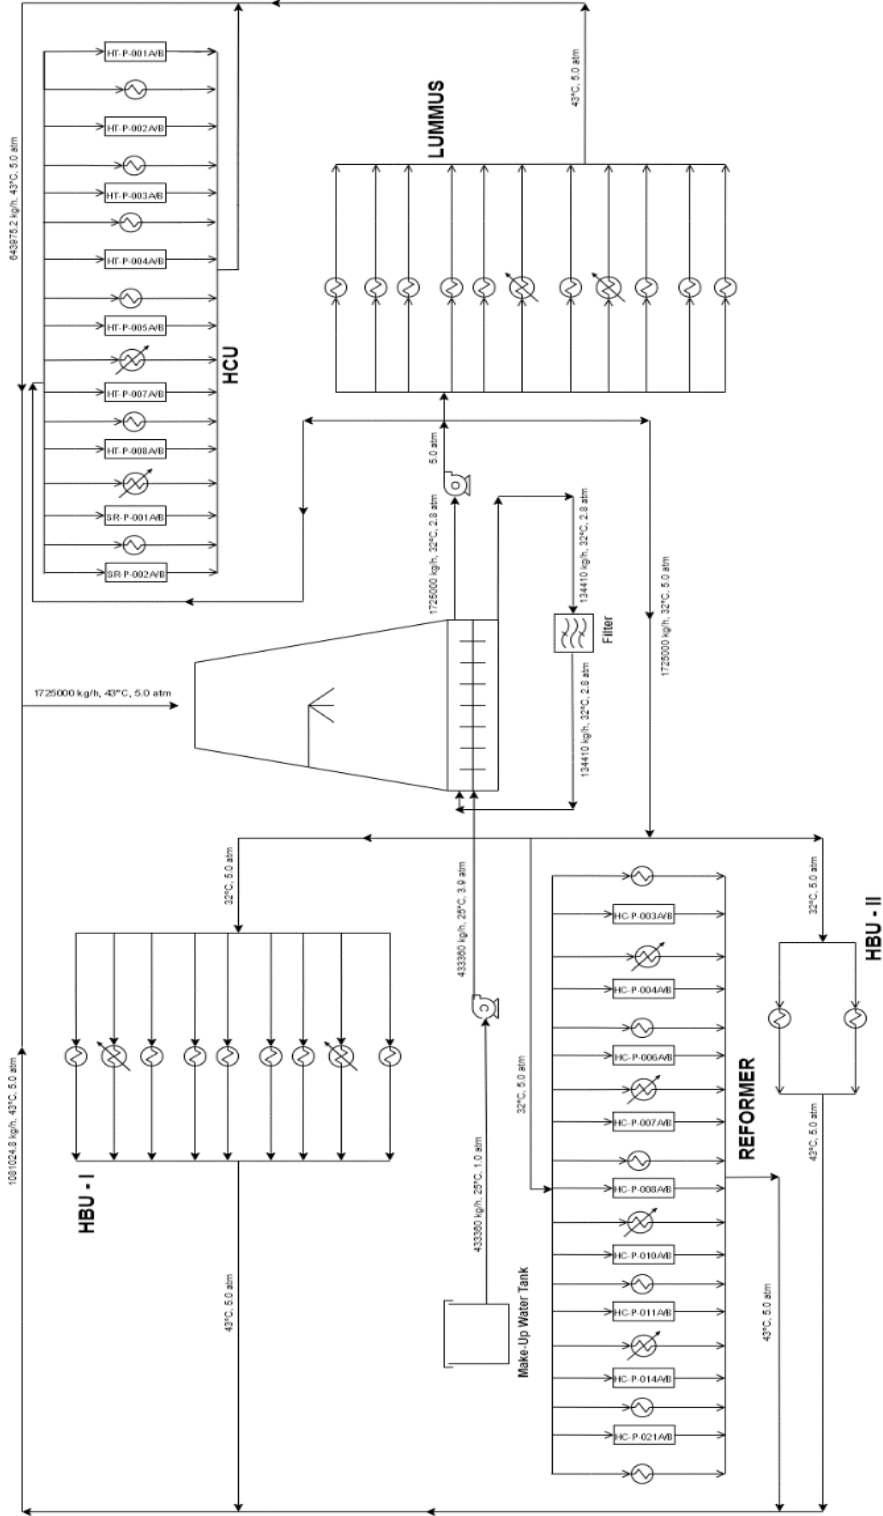 HT-P-001A/B
HT-P-002A/B
HT-P-003A/B
HT-P-004A/B
HT-P-005A/B
HT-P-007A/B
HT-P-008A/B
SR-P-001A/B
SR-P-002A/B
HCU
643975.2 kg/h, 43°C, 5.0 atm
43°C, 5.0 atm
LUMMUS
5.0 atm
1725000 kg/h, 32°C, 2.8 atm
134410 kg/h, 32°C, 2.8 atm
Filter
134410 kg/h, 32°C, 2.8 atm
1725000 kg/h, 32°C, 5.0 atm
1725000 kg/h, 43°C, 5.0 atm
32°C, 5.0 atm
433360 kg/h, 25°C, 3.9 atm
32°C, 5.0 atm
HBU - II
1081024.8 kg/h, 43°C, 5.0 atm
HBU - I
43°C, 5.0 atm
433360 kg/h, 25°C, 1.0 atm
Make-Up Water Tank
32°C, 5.0 atm
HC-P-003A/B
HC-P-004A/B
HC-P-006A/B
HC-P-007A/B
HC-P-008A/B
HC-P-010A/B
HC-P-011A/B
HC-P-014A/B
HC-P-021A/B
REFORMER
43°C, 5.0 atm
43°C, 5.0 atm